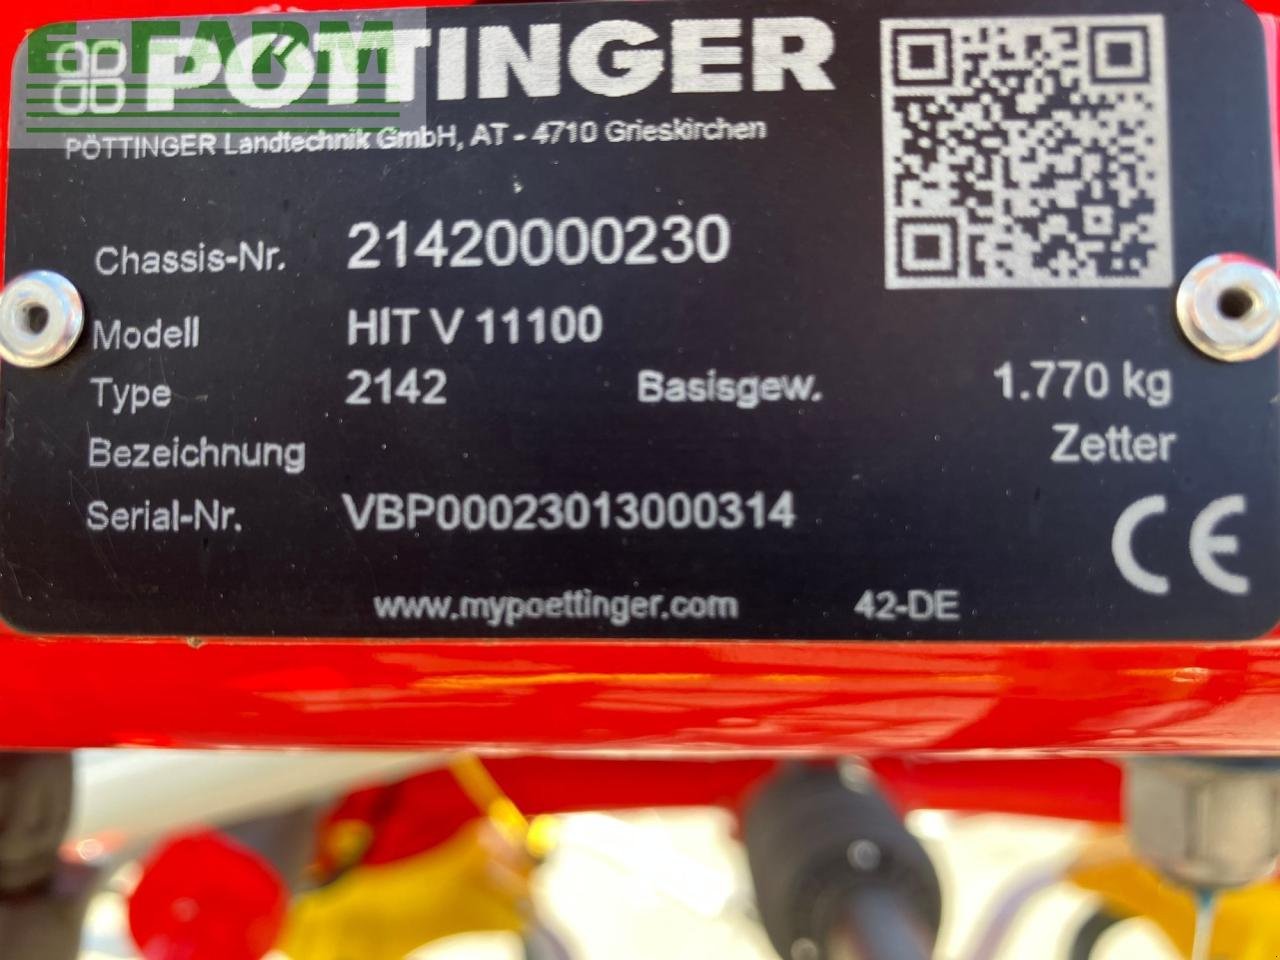 E-FARM
PÖTTINGER
PÖTTINGER Landtechnik GmbH, AT - 4710 Grieskirchen
Chassis-Nr. 21420000230
Modell HIT V 11100
Type 2142 Basisgew. 1.770 kg
Bezeichnung Zetter
Serial-Nr. VBP00023013000314
CE
www.mypoettinger.com 42-DE